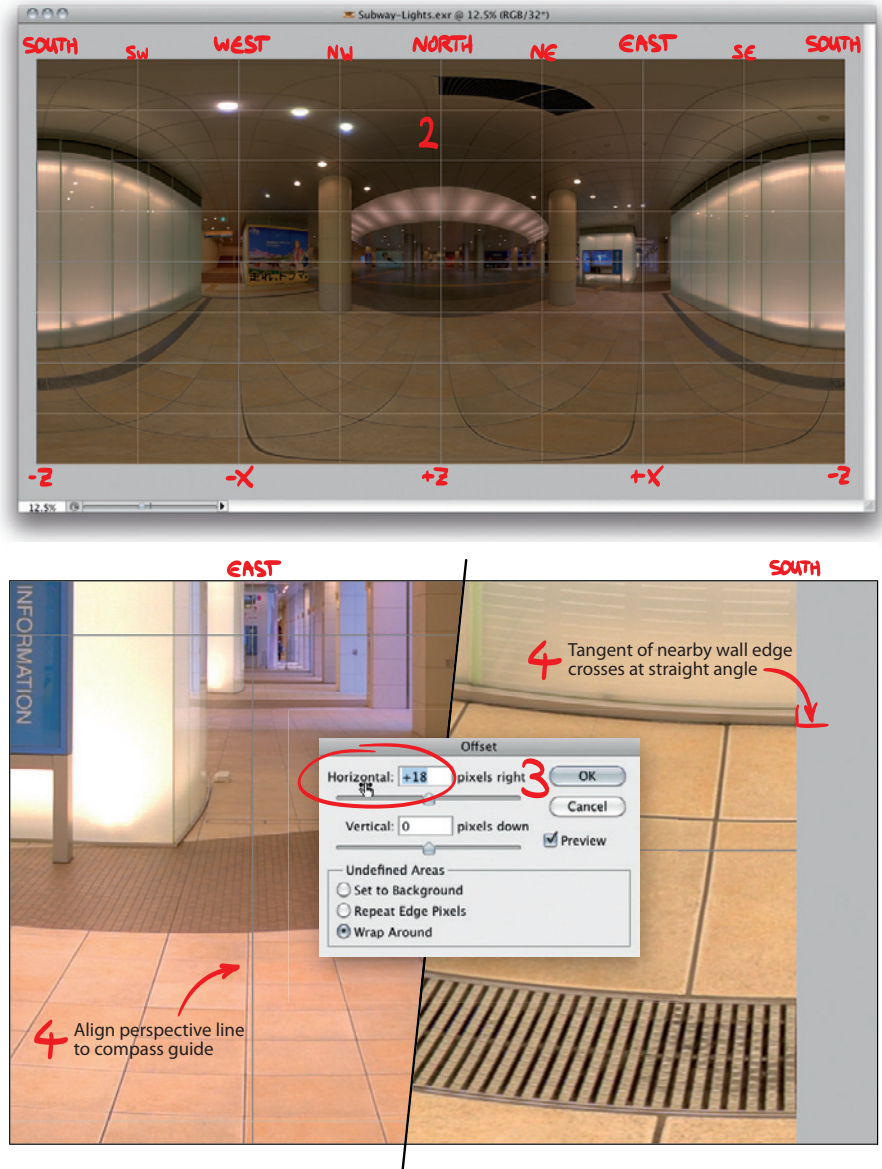 Subway-Lights.exr @ 12.5% (RGB/32*)
SOUTH SW WEST NW NORTH NE EAST SE SOUTH
2
-Z -X +Z +X -Z
12.5%
EAST SOUTH
INFORMATION
4 Tangent of nearby wall edge
crosses at straight angle
Offset
Horizontal: +18 pixels right 3 OK
Cancel
Vertical: 0 pixels down
Preview
Undefined Areas
Set to Background
Repeat Edge Pixels
Wrap Around
4 Align perspective line
to compass guide